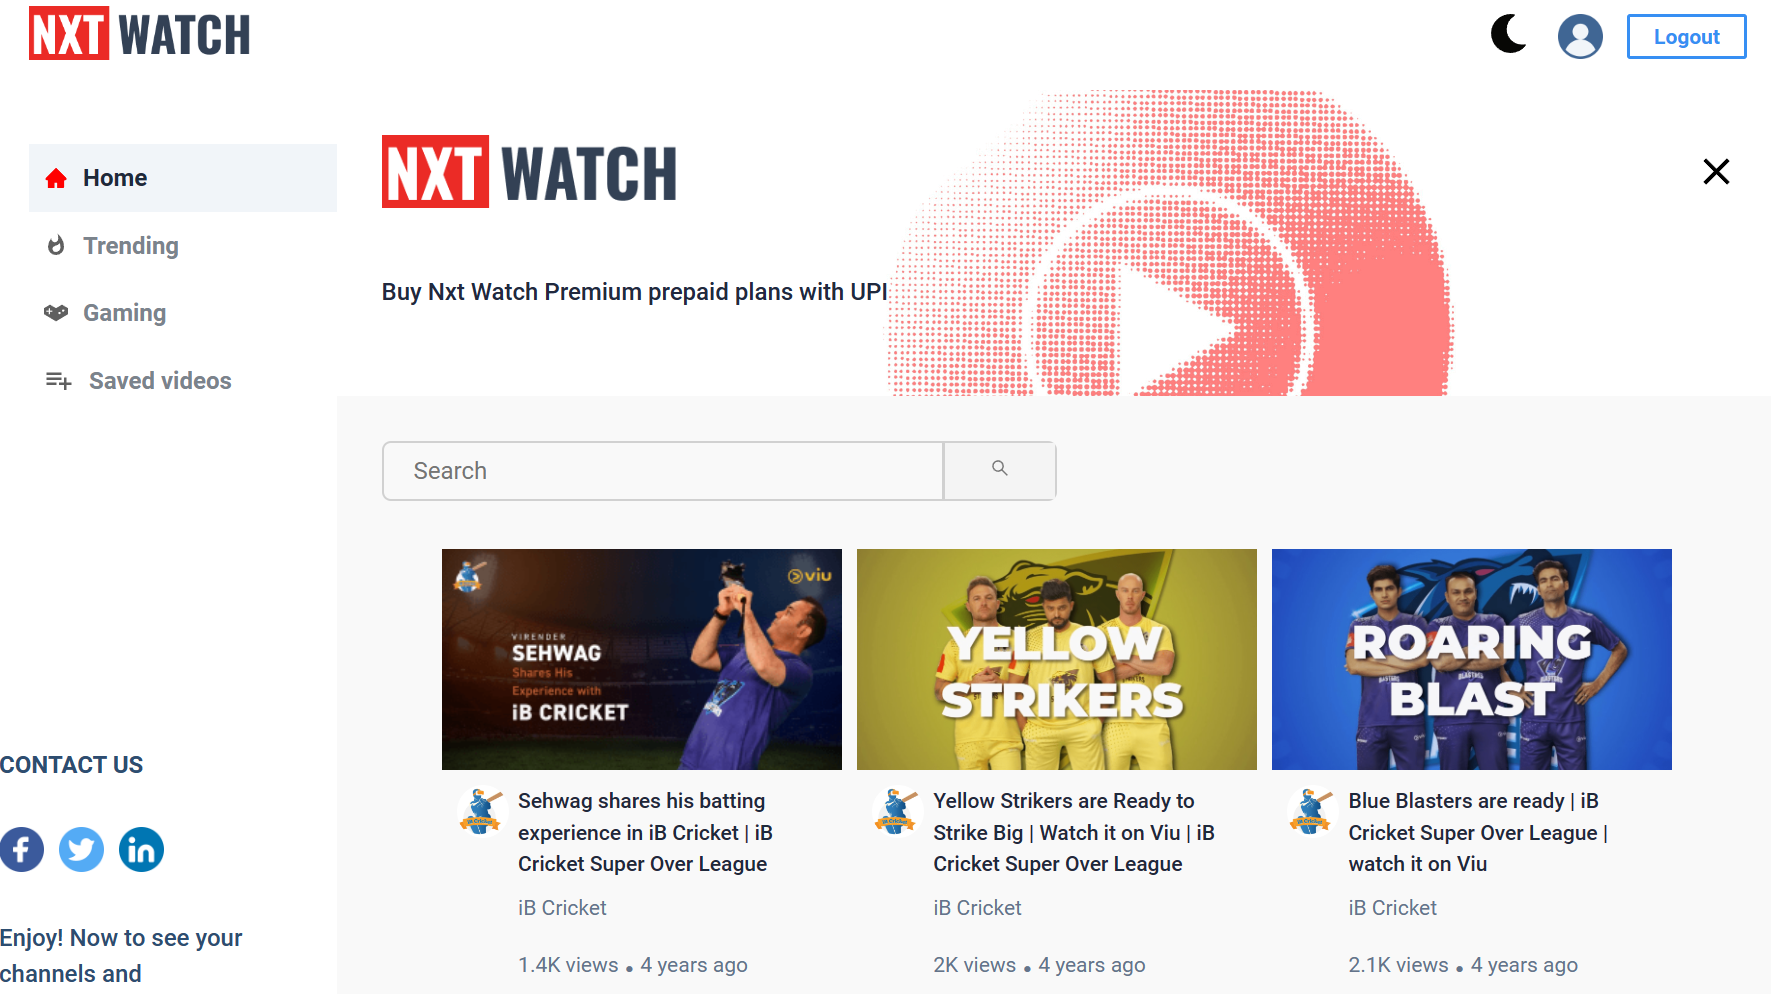 NXT WATCH
Logout
Home
Trending
Gaming
Saved videos
CONTACT US
Enjoy! Now to see your
channels and
NXT WATCH
Buy Nxt Watch Premium prepaid plans with UPI
Search
viu
VIRENDER
SEHWAG
Shares His
Experience with
iB CRICKET
Sehwag shares his batting
experience in iB Cricket | iB
Cricket Super Over League
iB Cricket
1.4K views • 4 years ago
YELLOW
STRIKERS
Yellow Strikers are Ready to
Strike Big | Watch it on Viu | iB
Cricket Super Over League
iB Cricket
2K views • 4 years ago
ROARING
BLAST
Blue Blasters are ready | iB
Cricket Super Over League |
watch it on Viu
iB Cricket
2.1K views • 4 years ago